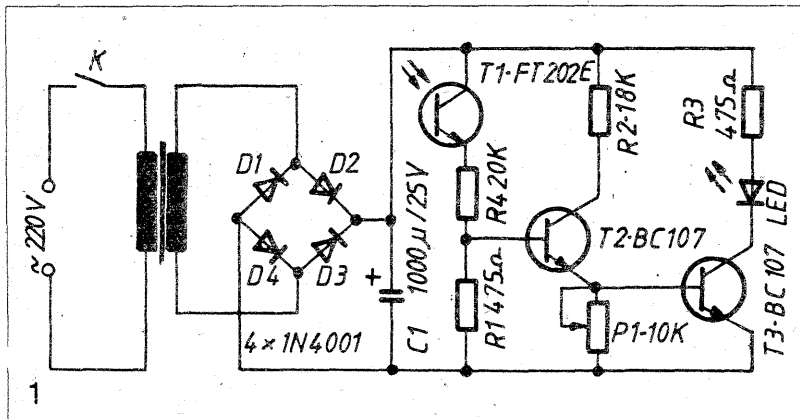 K
T1-FT202E
D1
D2
R2-18K
R3
475Ω
~220V
R4 20K
LED
T2-BC107
D4
D3
+
1000μ/25V
C1
R1 475Ω
P1-10K
T3-BC107
4×1N4001
1